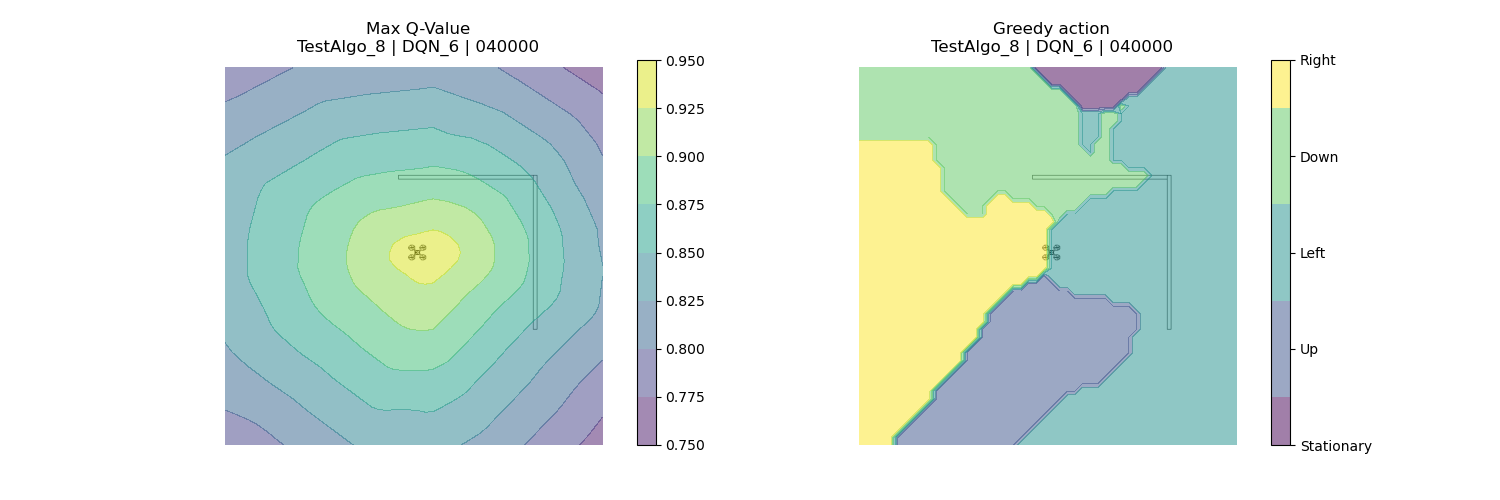 Max Q-Value
TestAlgo_8 | DQN_6 | 040000
0.950
0.925
0.900
0.875
0.850
0.825
0.800
0.775
0.750
Greedy action
TestAlgo_8 | DQN_6 | 040000
Right
Down
Left
Up
Stationary